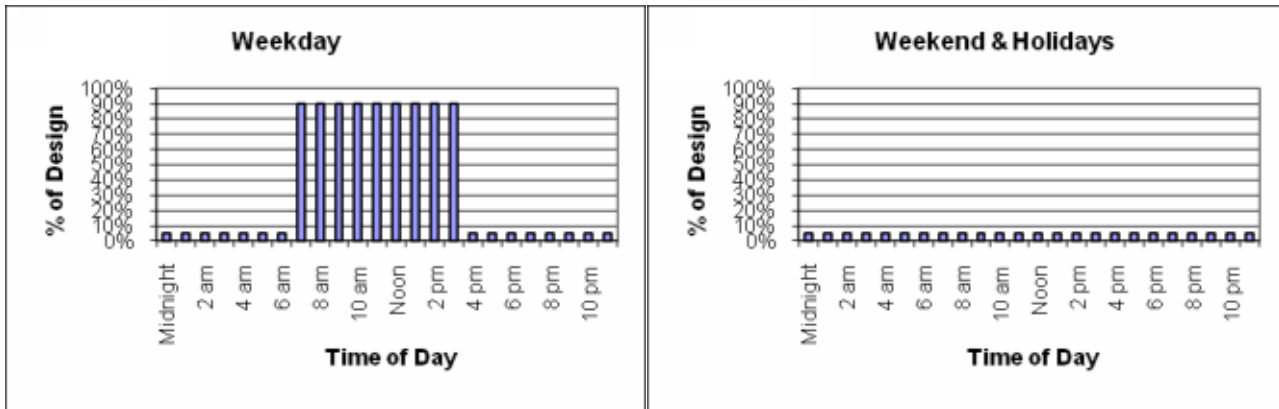 Weekday
% of Design
100%
90%
80%
70%
60%
50%
40%
30%
20%
10%
0%
Midnight
2 am
4 am
6 am
8 am
10 am
Noon
2 pm
4 pm
6 pm
8 pm
10 pm
Time of Day
Weekend & Holidays
% of Design
100%
90%
80%
70%
60%
50%
40%
30%
20%
10%
0%
Midnight
2 am
4 am
6 am
8 am
10 am
Noon
2 pm
4 pm
6 pm
8 pm
10 pm
Time of Day